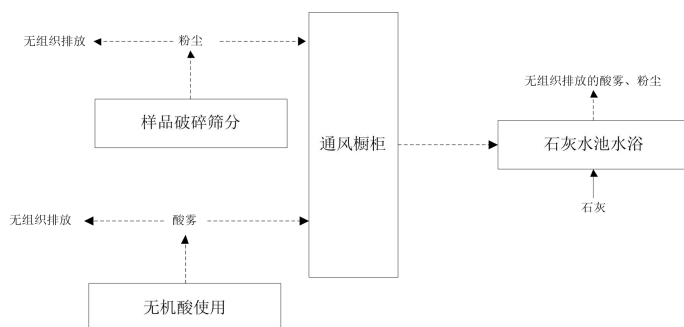 无组织排放
粉尘
样品破碎筛分
通风橱柜
无组织排放的酸雾、粉尘
石灰水池水浴
石灰
无组织排放
酸雾
无机酸使用